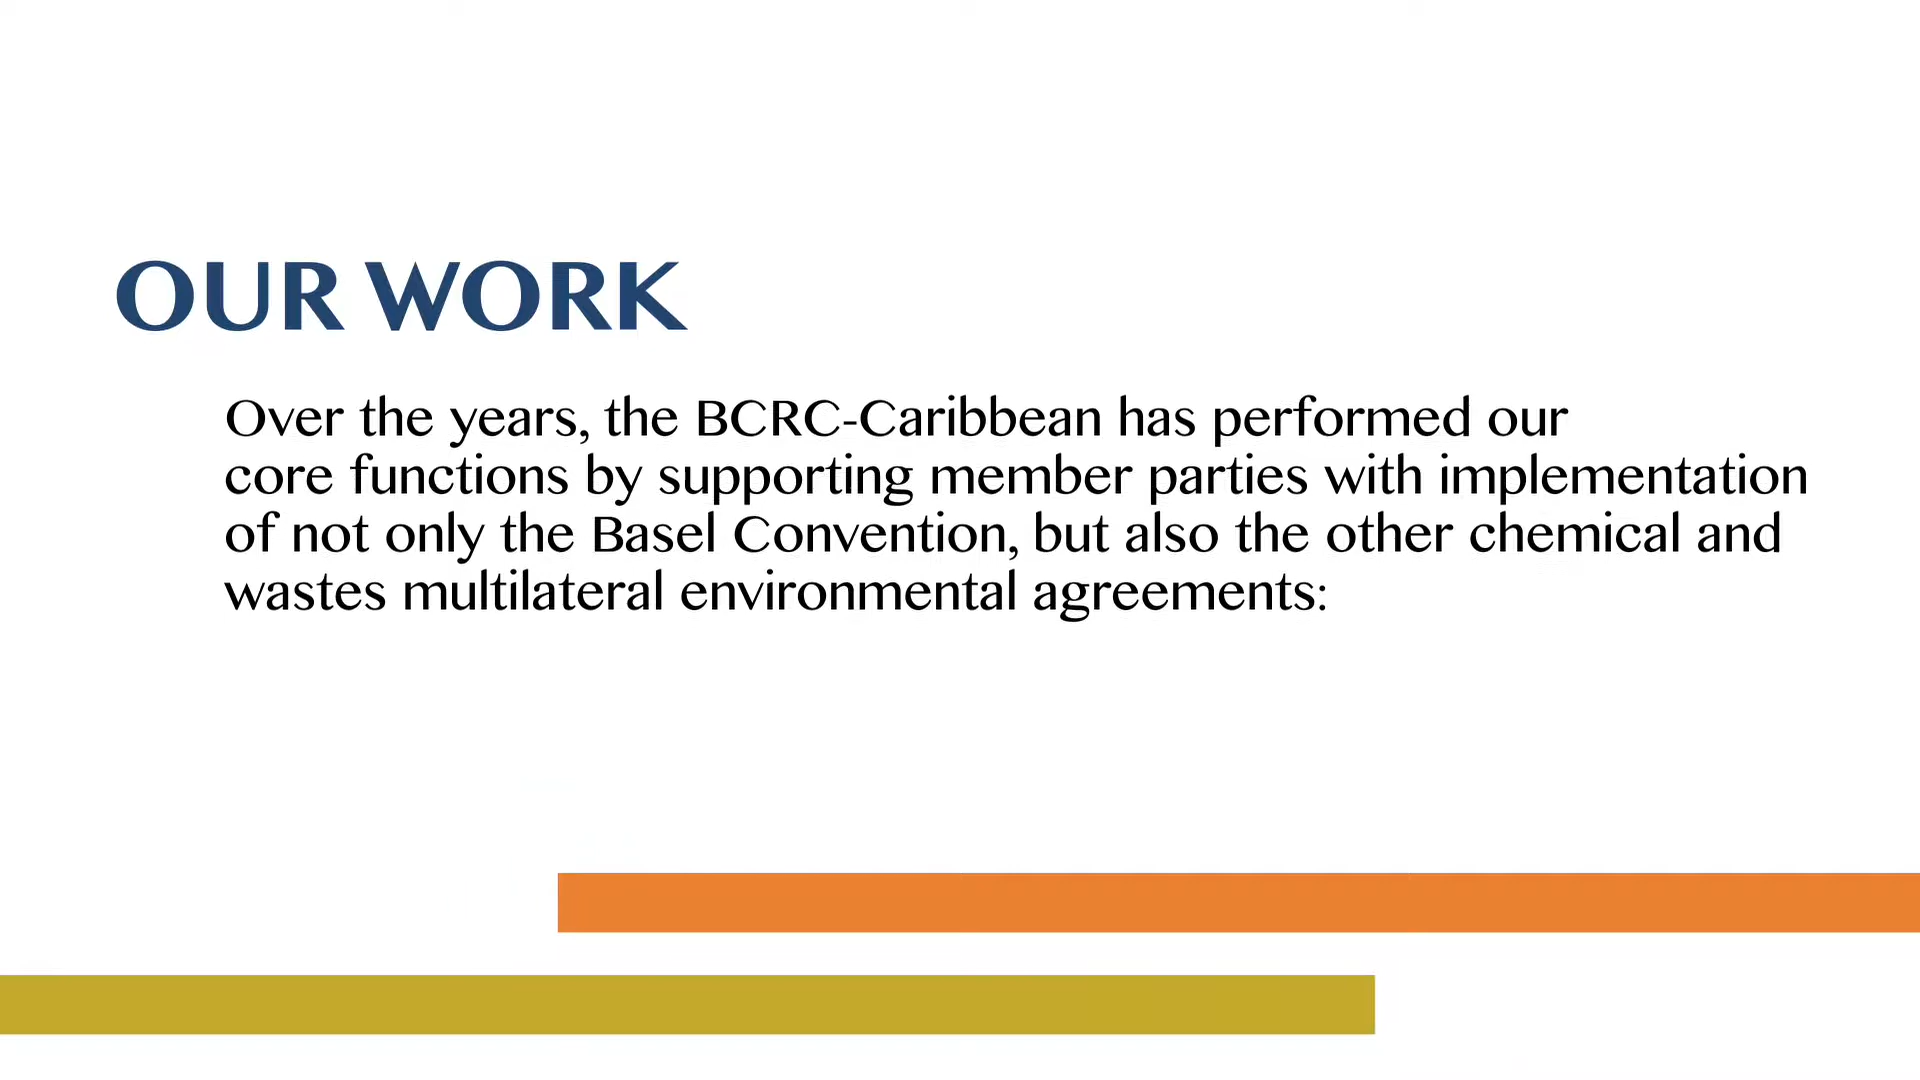 OUR WORK
Over the years, the BCRC-Caribbean has performed our
core functions by supporting member parties with implementation
of not only the Basel Convention, but also the other chemical and
wastes multilateral environmental agreements: